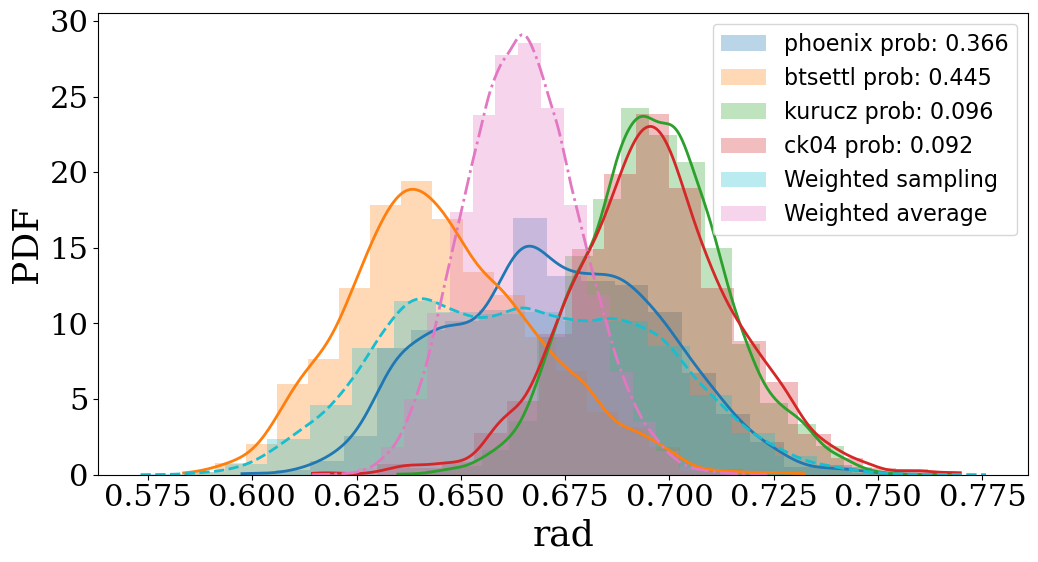 30
25
20
15
10
5
0
PDF
phoenix prob: 0.366
btsettl prob: 0.445
kurucz prob: 0.096
ck04 prob: 0.092
Weighted sampling
Weighted average
0.575 0.600 0.625 0.650 0.675 0.700 0.725 0.750 0.775
rad